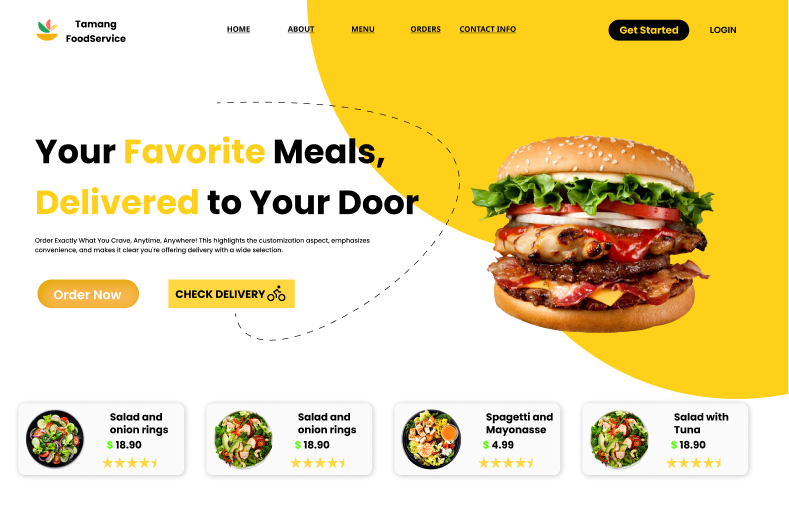 Tamang
FoodService
HOME ABOUT MENU ORDERS CONTACT INFO
Get Started LOGIN
Your Favorite Meals,
Delivered to Your Door
Order Exactly What You Crave, Anytime, Anywhere! This highlights the customization aspect, emphasizes
convenience, and makes it clear you're offering delivery with a wide selection.
Order Now
CHECK DELIVERY
Salad and
onion rings
$ 18.90
Salad and
onion rings
$ 18.90
Spagetti and
Mayonasse
$ 4.99
Salad with
Tuna
$ 18.90